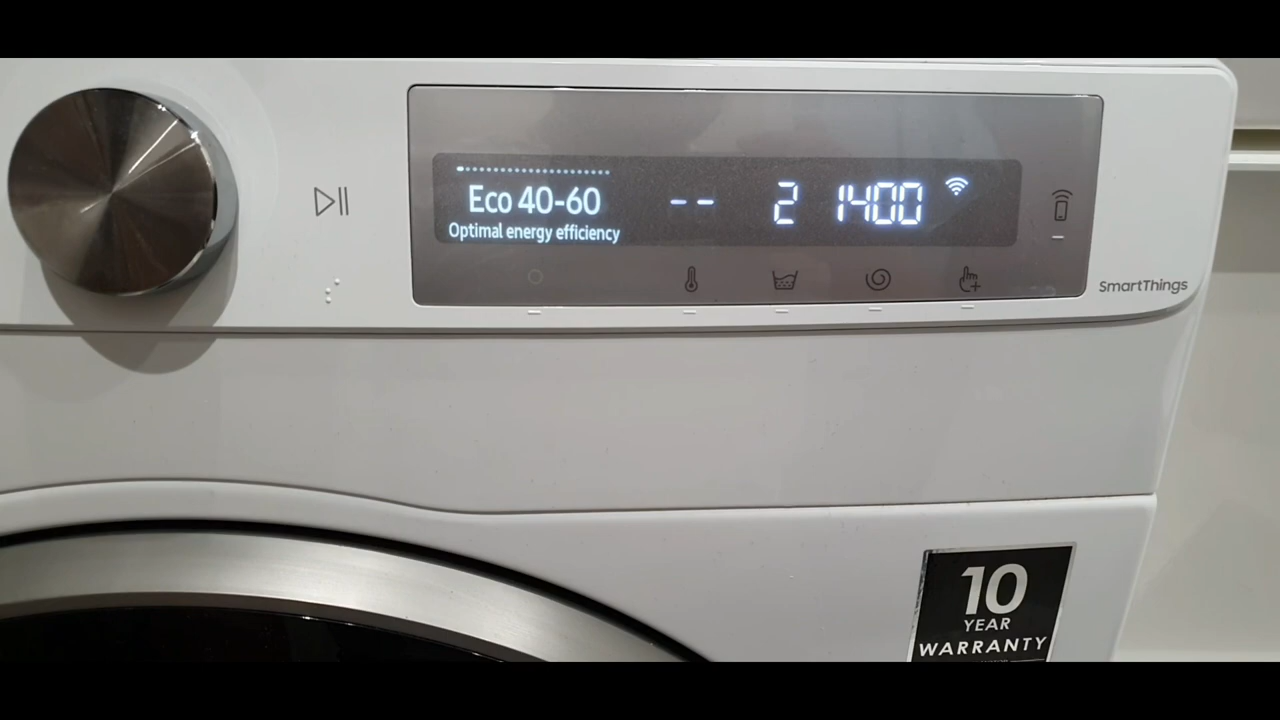 Eco 40-60
Optimal energy efficiency
-- 2 1400
SmartThings
10
YEAR
WARRANTY